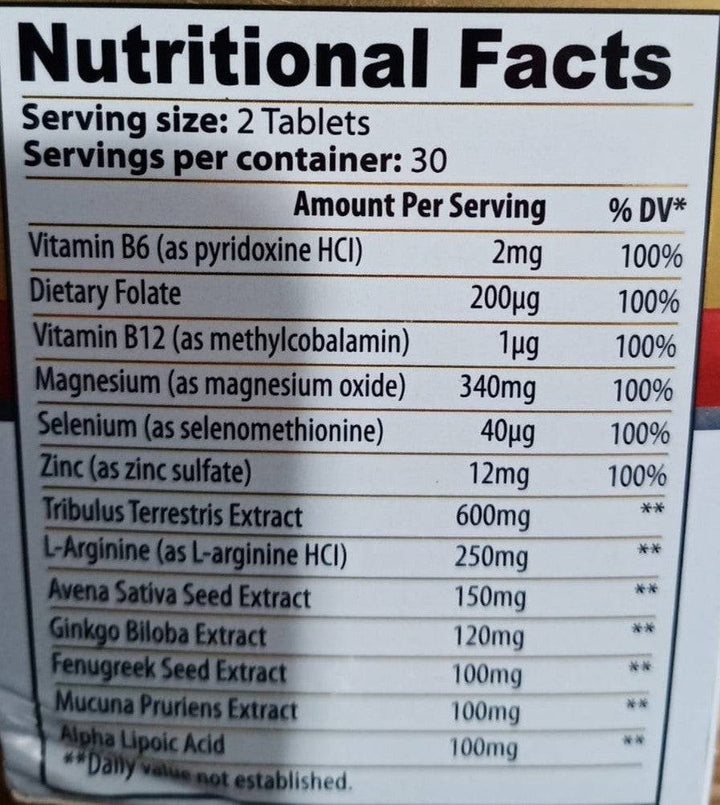 Nutritional Facts
Serving size: 2 Tablets
Servings per container: 30
Amount Per Serving % DV*
Vitamin B6 (as pyridoxine HCl) 2mg 100%
Dietary Folate 200µg 100%
Vitamin B12 (as methylcobalamin) 1µg 100%
Magnesium (as magnesium oxide) 340mg 100%
Selenium (as selenomethionine) 40µg 100%
Zinc (as zinc sulfate) 12mg 100%
Tribulus Terrestris Extract 600mg **
L-Arginine (as L-arginine HCl) 250mg **
Avena Sativa Seed Extract 150mg **
Ginkgo Biloba Extract 120mg **
Fenugreek Seed Extract 100mg **
Mucuna Pruriens Extract 100mg **
Alpha Lipoic Acid 100mg **
**Daily value not established.